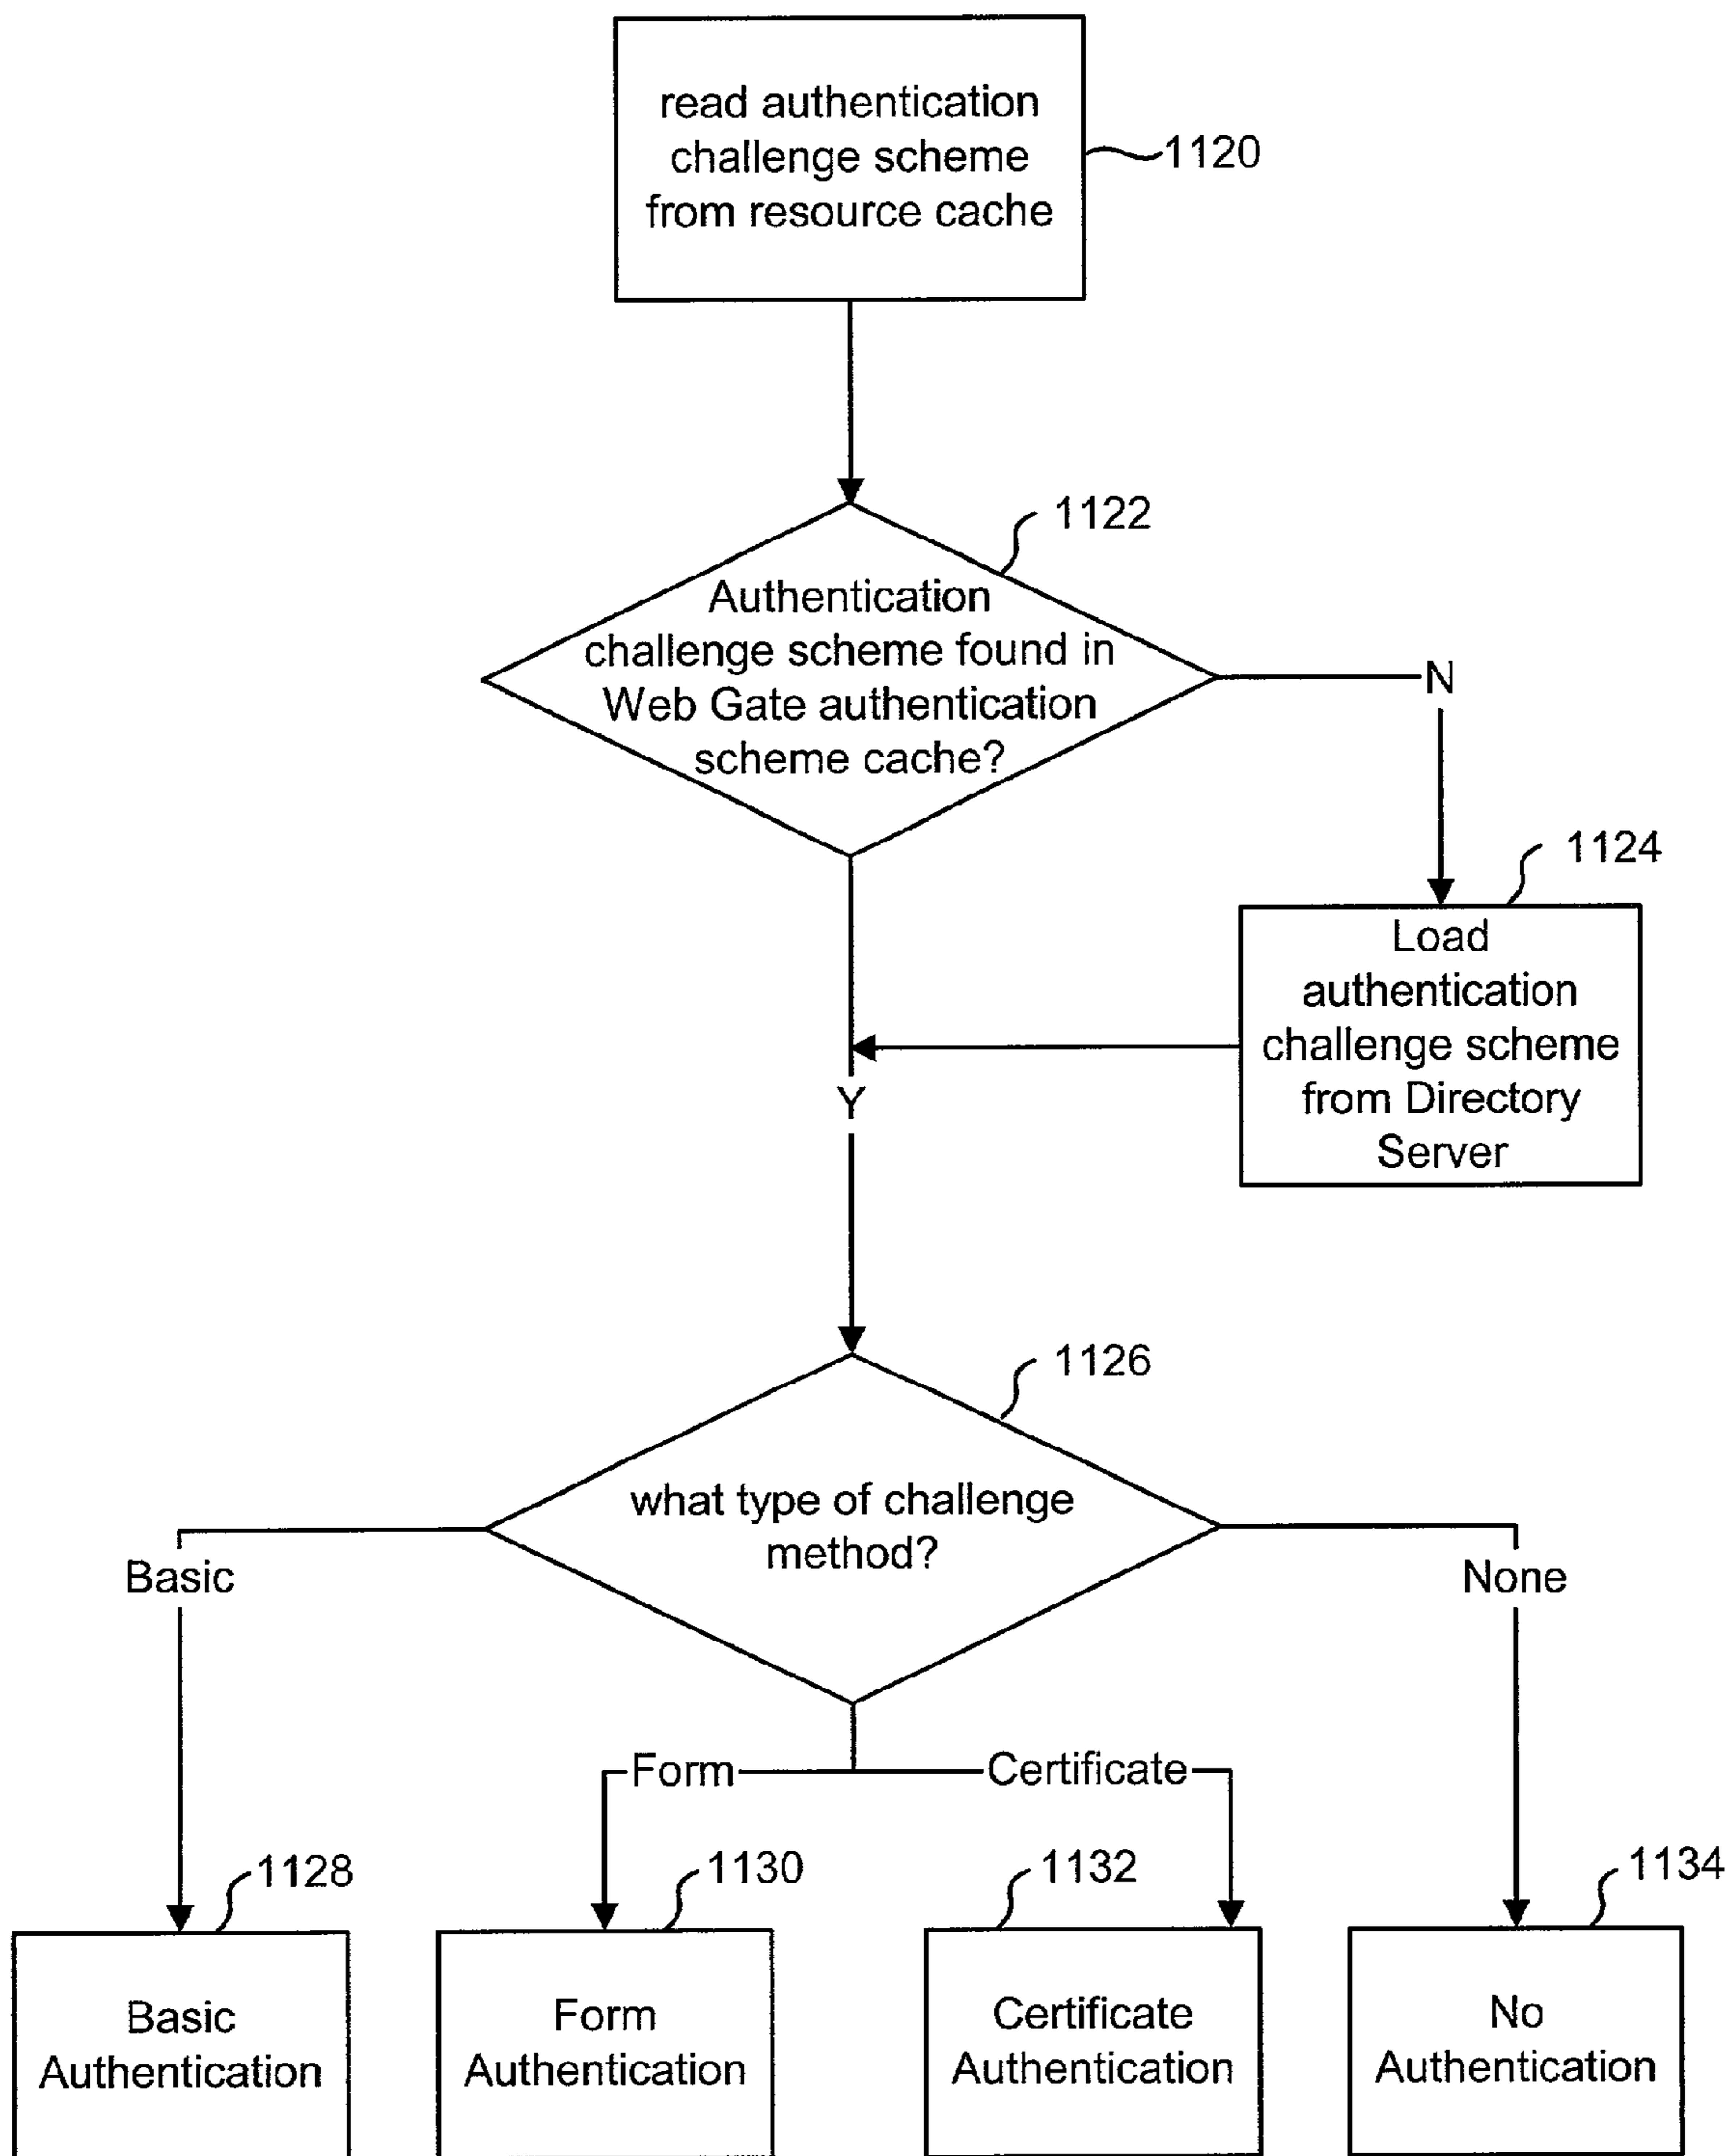 read authentication
challenge scheme
from resource cache
1120
1122
Authentication
challenge scheme found in
Web Gate authentication
scheme cache?
N
1124
Load
authentication
challenge scheme
from Directory
Server
Y
1126
what type of challenge
method?
Basic
None
Form
Certificate
1128
1130
1132
1134
Basic
Authentication
Form
Authentication
Certificate
Authentication
No
Authentication